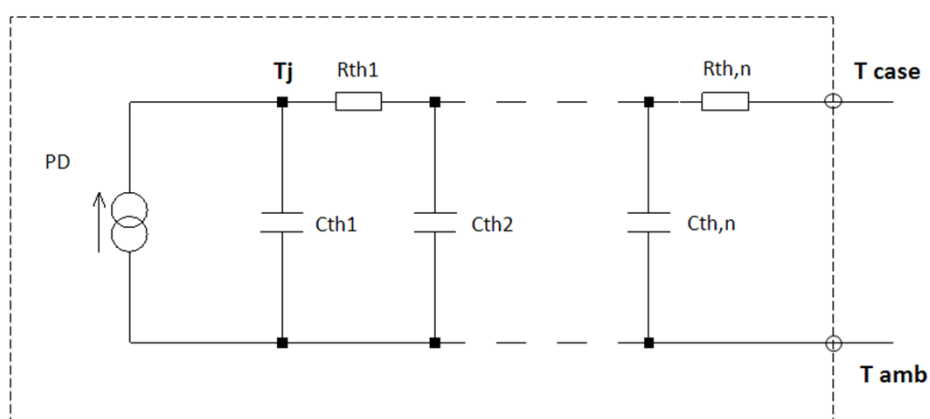 Tj
Rth1
Rth,n
T case
PD
Cth1
Cth2
Cth,n
T amb